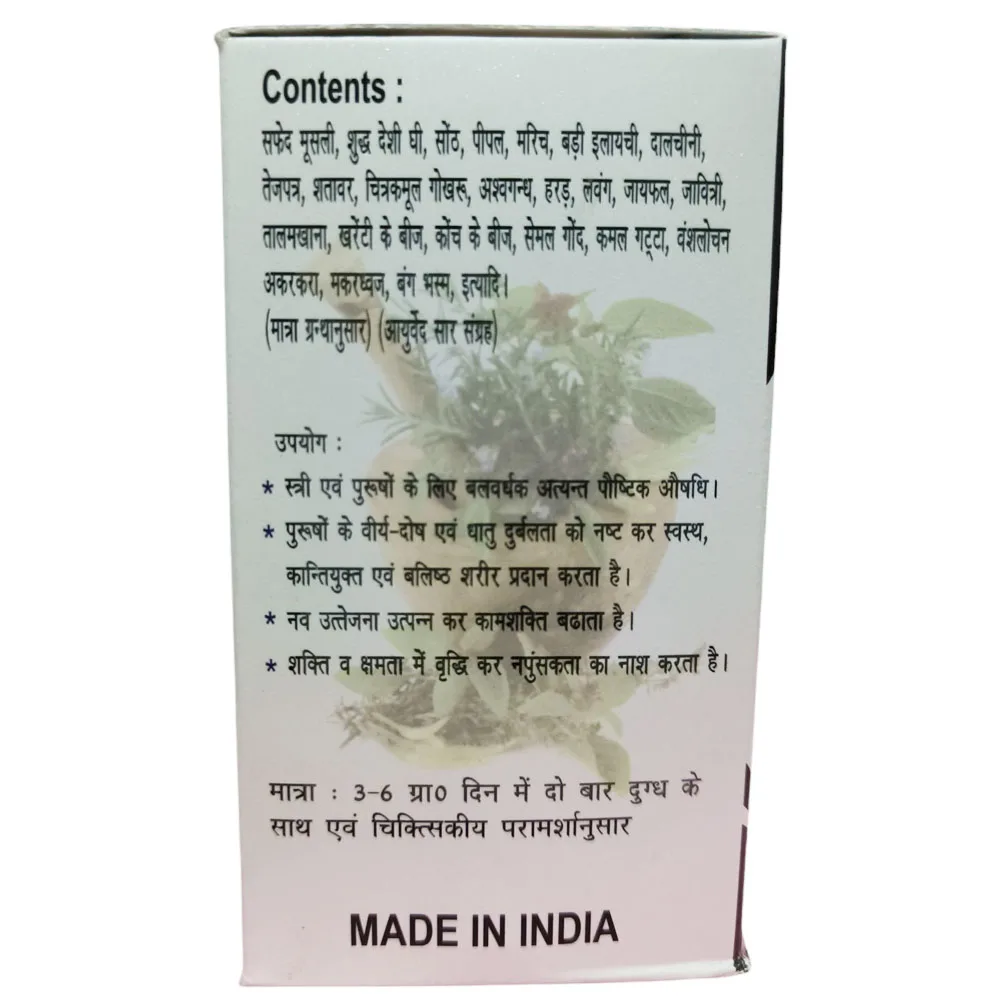 Contents :
सफेद मूसली, शुद्ध देशी घी, सोंठ, पीपल, मरिच, बड़ी इलायची, दालचीनी,
तेजपत्र, शतावर, चित्रकमूल गोखरू, अश्वगन्ध, हरड़, लवंग, जायफल, जावित्री,
तालमखाना, खरेंटी के बीज, कोंच के बीज, सेमल गोंद, कमल गट्टा, वंशलोचन
अकरकरा, मकरध्वज, बंग भस्म, इत्यादि।
(मात्रा ग्रन्थानुसार) (आयुर्वेद सार संग्रह)
उपयोग :
* स्त्री एवं पुरूषों के लिए बलवर्धक अत्यन्त पौष्टिक औषधि।
* पुरूषों के वीर्य-दोष एवं धातु दुर्बलता को नष्ट कर स्वस्थ,
कान्तियुक्त एवं बलिष्ठ शरीर प्रदान करता है।
* नव उत्तेजना उत्पन्न कर कामशक्ति बढाता है।
* शक्ति व क्षमता में वृद्धि कर नपुंसकता का नाश करता है।
मात्रा : 3-6 ग्रा० दिन में दो बार दुग्ध के
साथ एवं चिक्त्सिकीय परामर्शानुसार
MADE IN INDIA